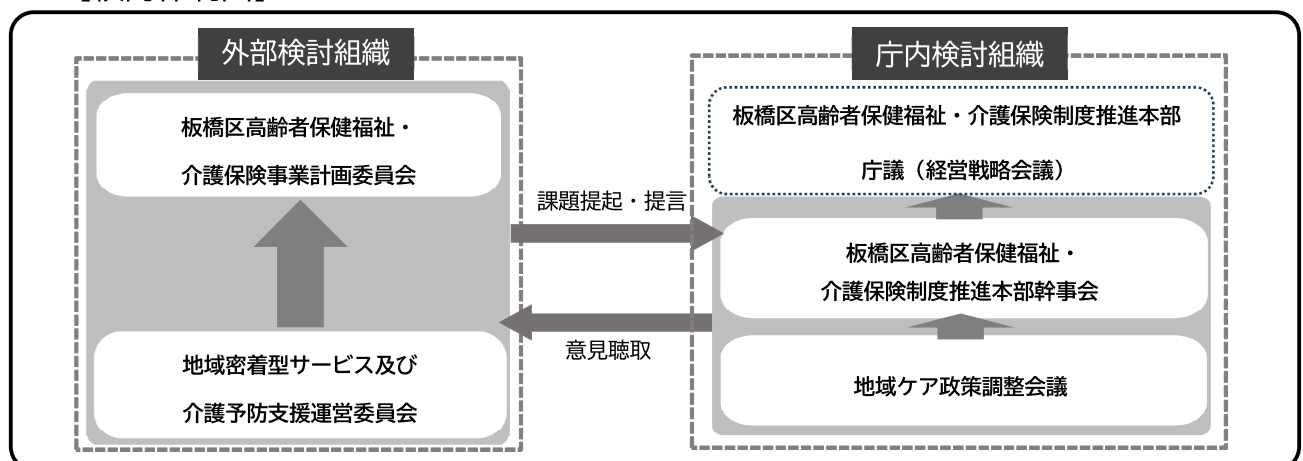 外部検討組織
板橋区高齢者保健福祉・
介護保険事業計画委員会
地域密着型サービス及び
介護予防支援運営委員会
課題提起・提言
意見聴取
庁内検討組織
板橋区高齢者保健福祉・介護保険制度推進本部
庁議（経営戦略会議）
板橋区高齢者保健福祉・
介護保険制度推進本部幹事会
地域ケア政策調整会議